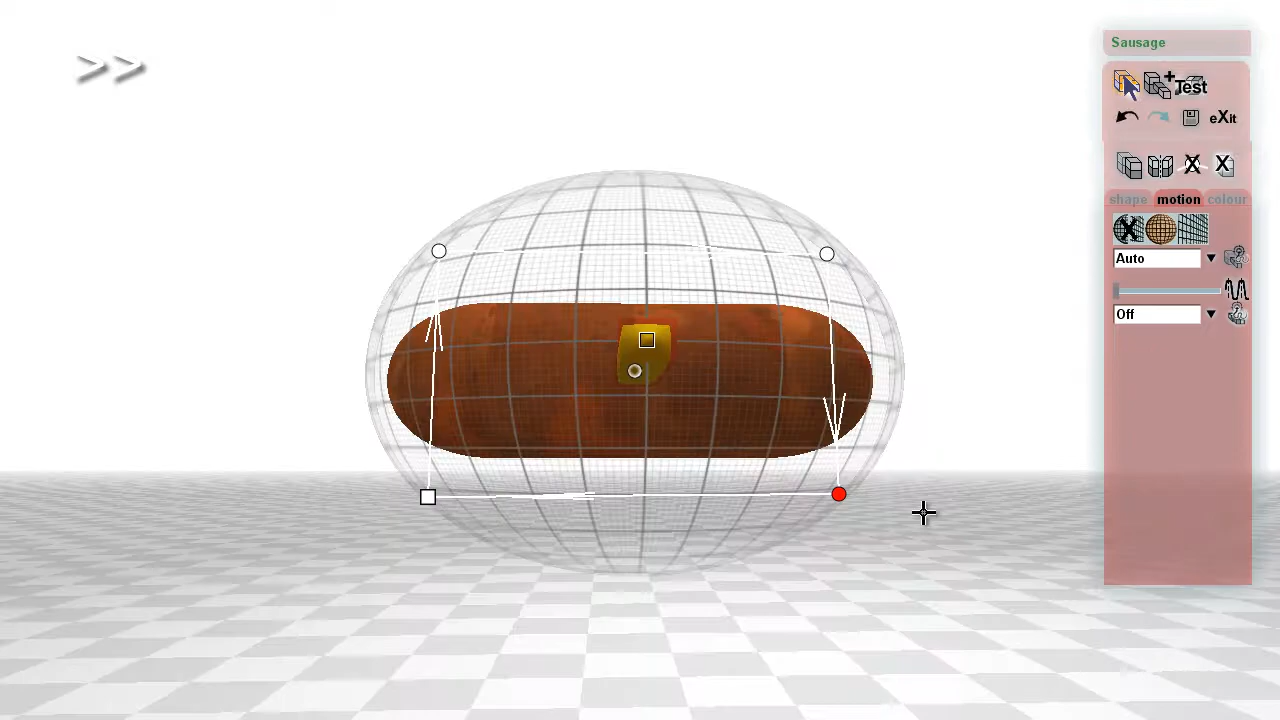 >>
Sausage
Test
eXit
X X
shape motion colour
Auto
Off